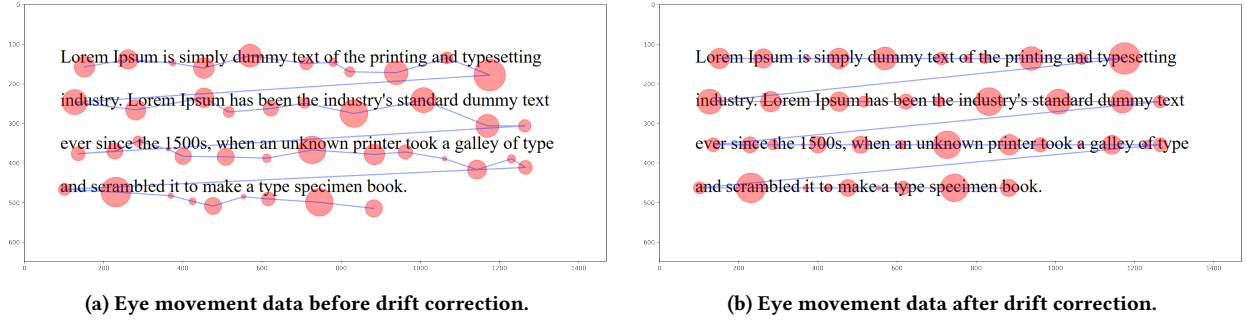 Lorem Ipsum is simply dummy text of the printing and typesetting
industry. Lorem Ipsum has been the industry's standard dummy text
ever since the 1500s, when an unknown printer took a galley of type
and scrambled it to make a type specimen book.
0
100
200
300
400
500
600
0 200 400 600 800 1000 1200 1400
(a) Eye movement data before drift correction.
Lorem Ipsum is simply dummy text of the printing and typesetting
industry. Lorem Ipsum has been the industry's standard dummy text
ever since the 1500s, when an unknown printer took a galley of type
and scrambled it to make a type specimen book.
0
100
200
300
400
500
600
0 200 400 600 800 1000 1200 1400
(b) Eye movement data after drift correction.